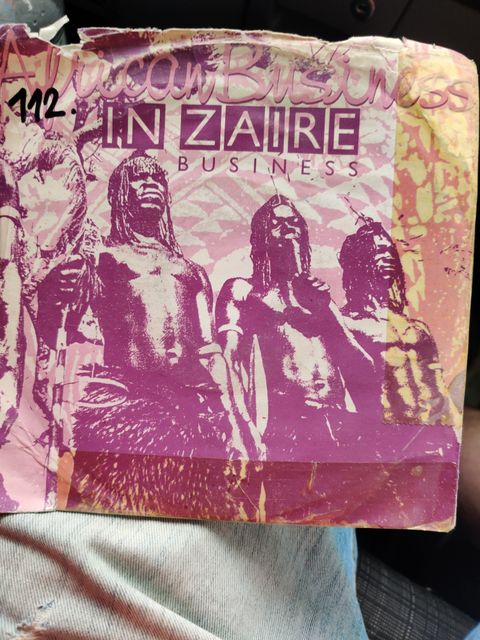 African Business
112.
IN ZAIRE
BUSINESS